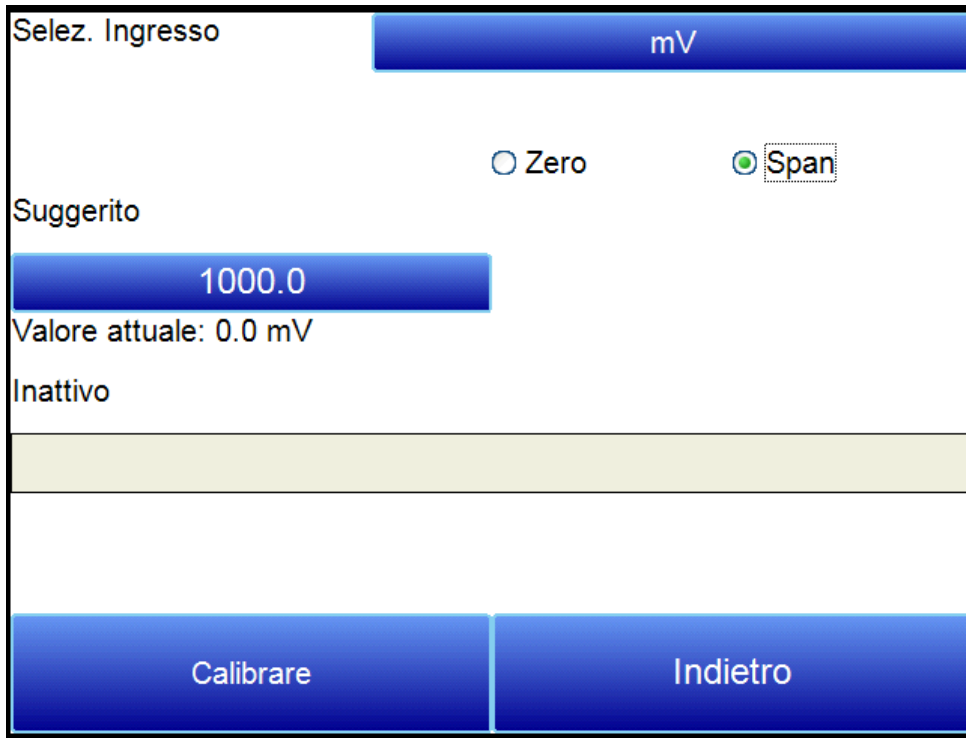 Selez. Ingresso
mV
Zero
Span
Suggerito
1000.0
Valore attuale: 0.0 mV
Inattivo
Calibrare
Indietro